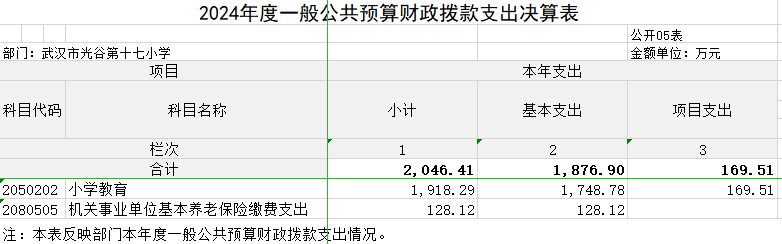 2024年度一般公共预算财政拨款支出决算表
公开05表
部门：武汉市光谷第十七小学 金额单位：万元
项目 本年支出
科目代码 科目名称 小计 基本支出 项目支出
栏次 1 2 3
合计 2,046.41 1,876.90 169.51
2050202 小学教育 1,918.29 1,748.78 169.51
2080505 机关事业单位基本养老保险缴费支出 128.12 128.12
注：本表反映部门本年度一般公共预算财政拨款支出情况。